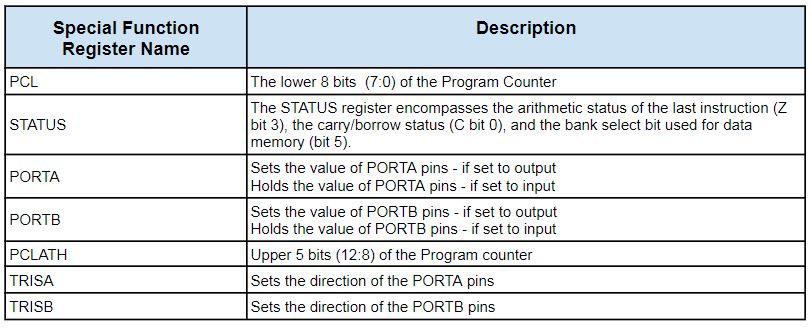 Special Function
Register Name
Description
PCL
The lower 8 bits (7:0) of the Program Counter
STATUS
The STATUS register encompasses the arithmetic status of the last instruction (Z
bit 3), the carry/borrow status (C bit 0), and the bank select bit used for data
memory (bit 5).
PORTA
Sets the value of PORTA pins - if set to output
Holds the value of PORTA pins - if set to input
PORTB
Sets the value of PORTB pins - if set to output
Holds the value of PORTB pins - if set to input
PCLATH
Upper 5 bits (12:8) of the Program counter
TRISA
Sets the direction of the PORTA pins
TRISB
Sets the direction of the PORTB pins